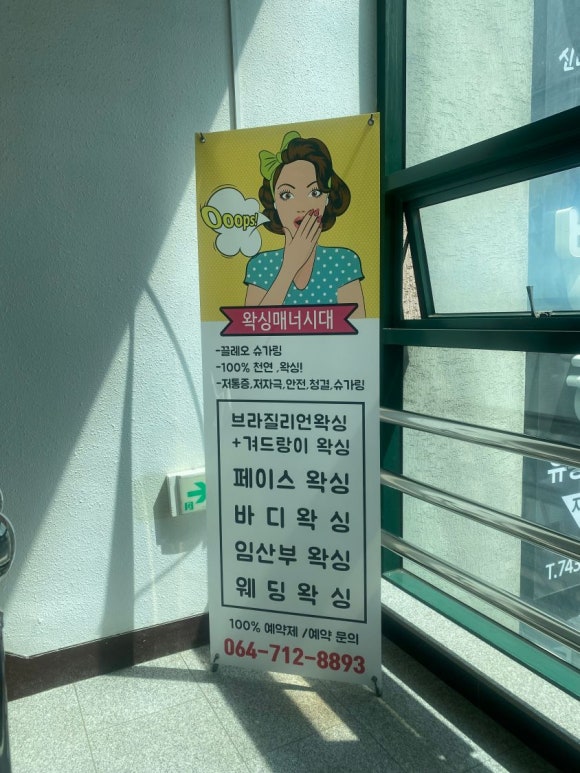 Ooops!
왁싱매너시대
-끌레오 슈가링
-100% 천연 ,왁싱!
-저통증,저자극,안전,청결,슈가링
브라질리언왁싱
+겨드랑이 왁싱
페이스 왁싱
바 디 왁 싱
임산부 왁싱
웨 딩 왁 싱
100% 예약제 /예약 문의
064-712-8893
T.743